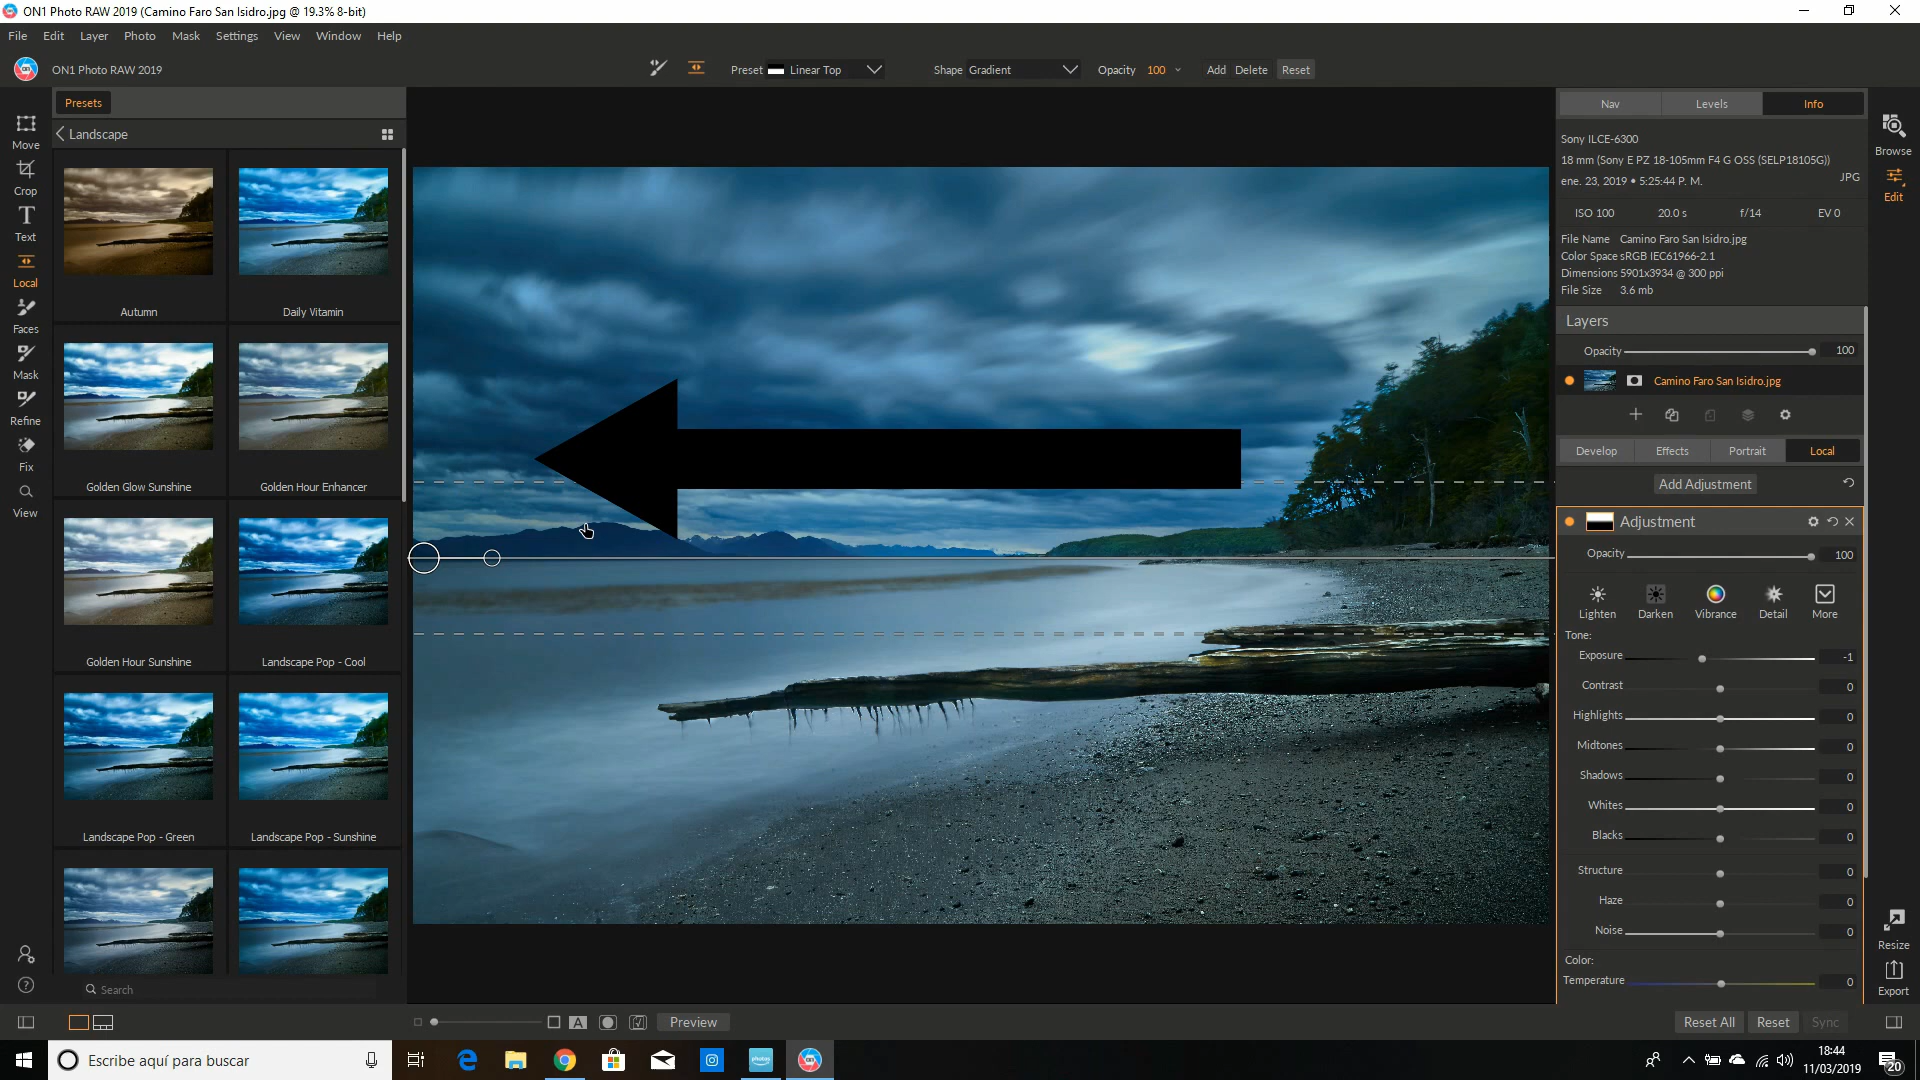 ON1 Photo RAW 2019 (Camino Faro San Isidro.jpg @ 19.3% 8-bit)
File Edit Layer Photo Mask Settings View Window Help
ON1 Photo RAW 2019
Preset Linear Top Shape Gradient Opacity 100 Add Delete Reset
Presets
Landscape
Move
Crop
Text
Local
Faces
Mask
Refine
Fix
View
Autumn Daily Vitamin
Golden Glow Sunshine Golden Hour Enhancer
Golden Hour Sunshine Landscape Pop - Cool
Landscape Pop - Green Landscape Pop - Sunshine
Search
Nav Levels Info
Sony ILCE-6300
18 mm (Sony E PZ 18-105mm F4 G OSS (SELP18105G))
ene. 23, 2019 • 5:25:44 P. M. JPG
ISO 100 20.0 s f/14 EV 0
File Name Camino Faro San Isidro.jpg
Color Space sRGB IEC61966-2.1
Dimensions 5901x3934 @ 300 ppi
File Size 3.6 mb
Layers
Opacity 100
Camino Faro San Isidro.jpg
Develop Effects Portrait Local
Add Adjustment
Adjustment
Opacity 100
Lighten Darken Vibrance Detail More
Tone:
Exposure -1
Contrast 0
Highlights 0
Midtones 0
Shadows 0
Whites 0
Blacks 0
Structure 0
Haze 0
Noise 0
Color:
Temperature 0
Browse
Edit
Resize
Export
A Preview
Reset All Reset Sync
Escribe aquí para buscar
photos
18:44
11/03/2019
20